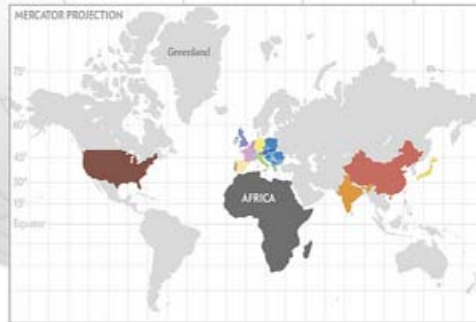 MERCATOR PROJECTION
Greenland
75°
60°
45°
30°
15°
AFRICA
Equator